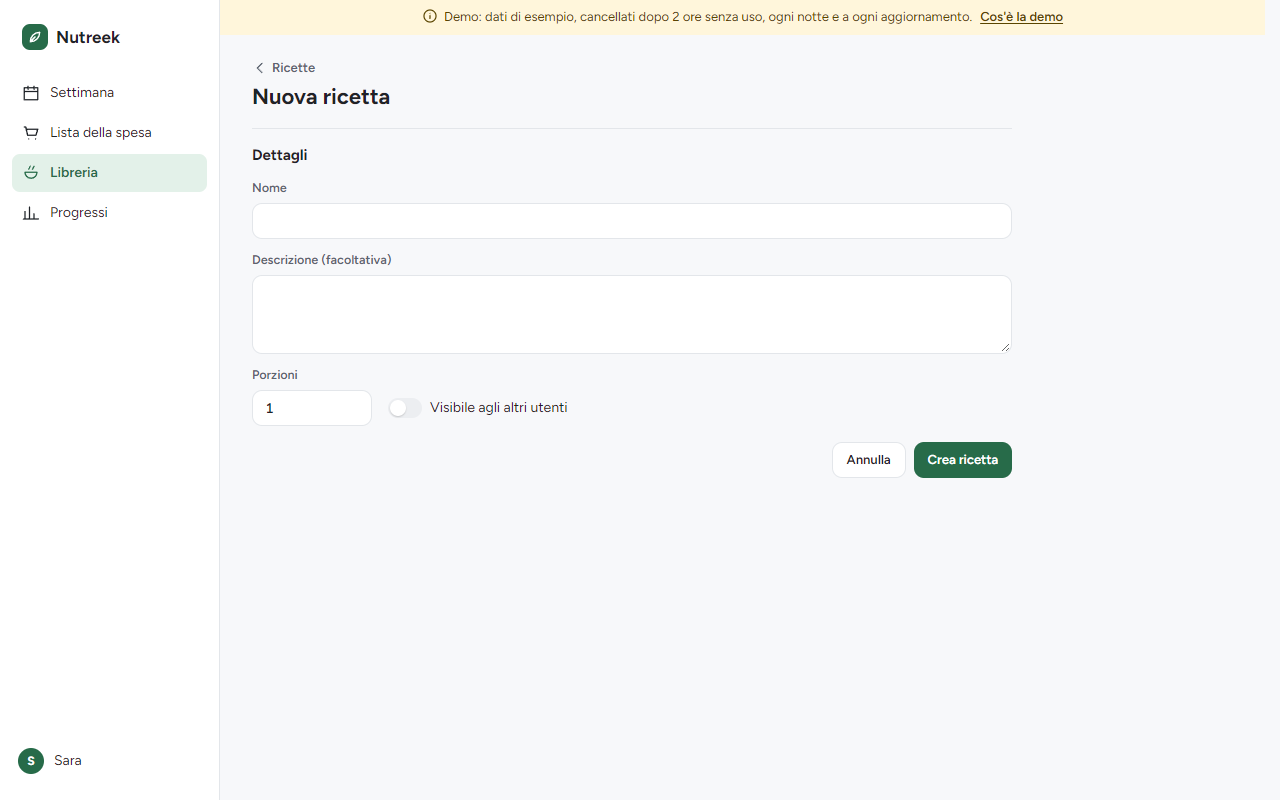 Nutreek
Settimana
Lista della spesa
Libreria
Progressi
S Sara
Demo: dati di esempio, cancellati dopo 2 ore senza uso, ogni notte e a ogni aggiornamento. Cos'è la demo
Ricette
Nuova ricetta
Dettagli
Nome
Descrizione (facoltativa)
Porzioni
1 Visibile agli altri utenti
Annulla Crea ricetta